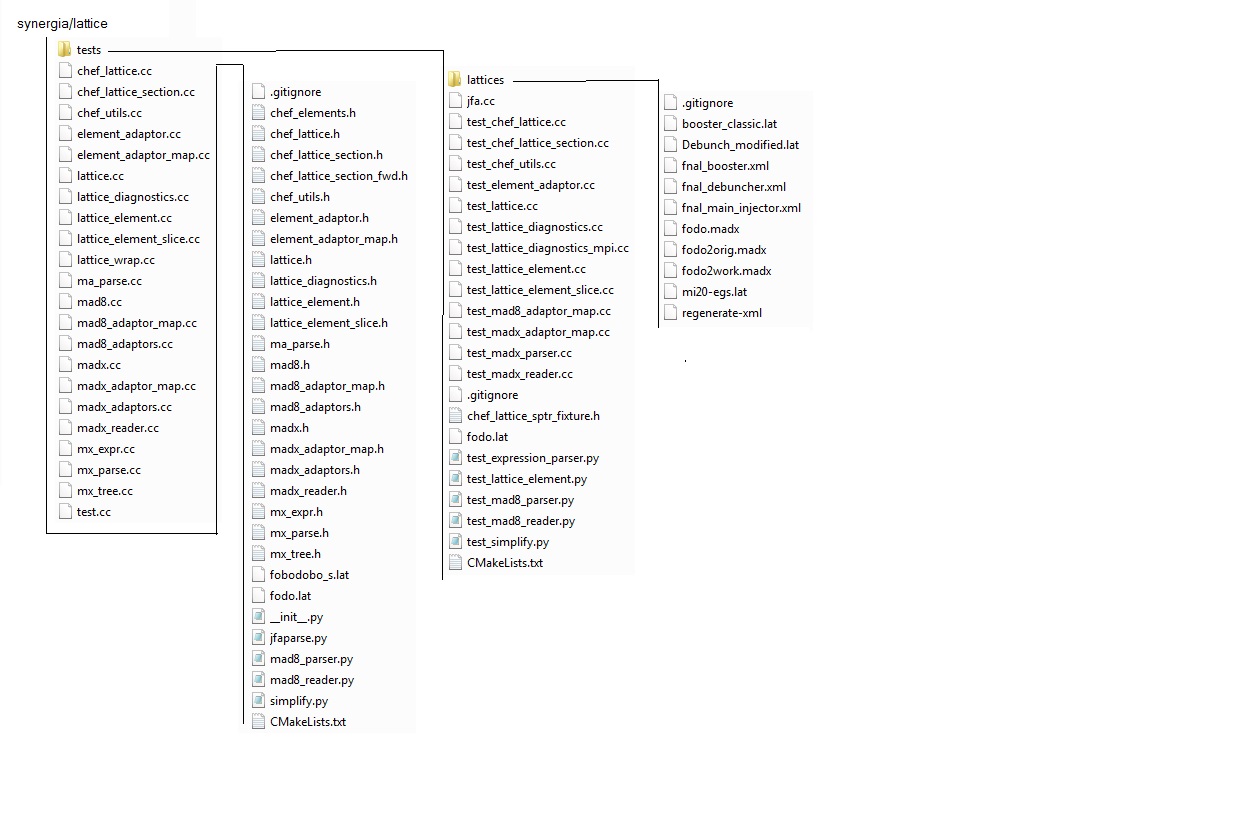 synergia/lattice
tests
chef_lattice.cc
chef_lattice_section.cc
chef_utils.cc
element_adaptor.cc
element_adaptor_map.cc
lattice.cc
lattice_diagnostics.cc
lattice_element.cc
lattice_element_slice.cc
lattice_wrap.cc
ma_parse.cc
mad8.cc
mad8_adaptor_map.cc
mad8_adaptors.cc
madx.cc
madx_adaptor_map.cc
madx_adaptors.cc
madx_reader.cc
mx_expr.cc
mx_parse.cc
mx_tree.cc
test.cc
.gitignore
chef_elements.h
chef_lattice.h
chef_lattice_section.h
chef_lattice_section_fwd.h
chef_utils.h
element_adaptor.h
element_adaptor_map.h
lattice.h
lattice_diagnostics.h
lattice_element.h
lattice_element_slice.h
ma_parse.h
mad8.h
mad8_adaptor_map.h
mad8_adaptors.h
madx.h
madx_adaptor_map.h
madx_adaptors.h
madx_reader.h
mx_expr.h
mx_parse.h
mx_tree.h
fobodobo_s.lat
fodo.lat
__init__.py
jfaparse.py
mad8_parser.py
mad8_reader.py
simplify.py
CMakeLists.txt
lattices
jfa.cc
test_chef_lattice.cc
test_chef_lattice_section.cc
test_chef_utils.cc
test_element_adaptor.cc
test_lattice.cc
test_lattice_diagnostics.cc
test_lattice_diagnostics_mpi.cc
test_lattice_element.cc
test_lattice_element_slice.cc
test_mad8_adaptor_map.cc
test_madx_adaptor_map.cc
test_madx_parser.cc
test_madx_reader.cc
.gitignore
chef_lattice_sptr_fixture.h
fodo.lat
test_expression_parser.py
test_lattice_element.py
test_mad8_parser.py
test_mad8_reader.py
test_simplify.py
CMakeLists.txt
.gitignore
booster_classic.lat
Debunch_modified.lat
fnal_booster.xml
fnal_debuncher.xml
fnal_main_injector.xml
fodo.madx
fodo2orig.madx
fodo2work.madx
mi20-egs.lat
regenerate-xml